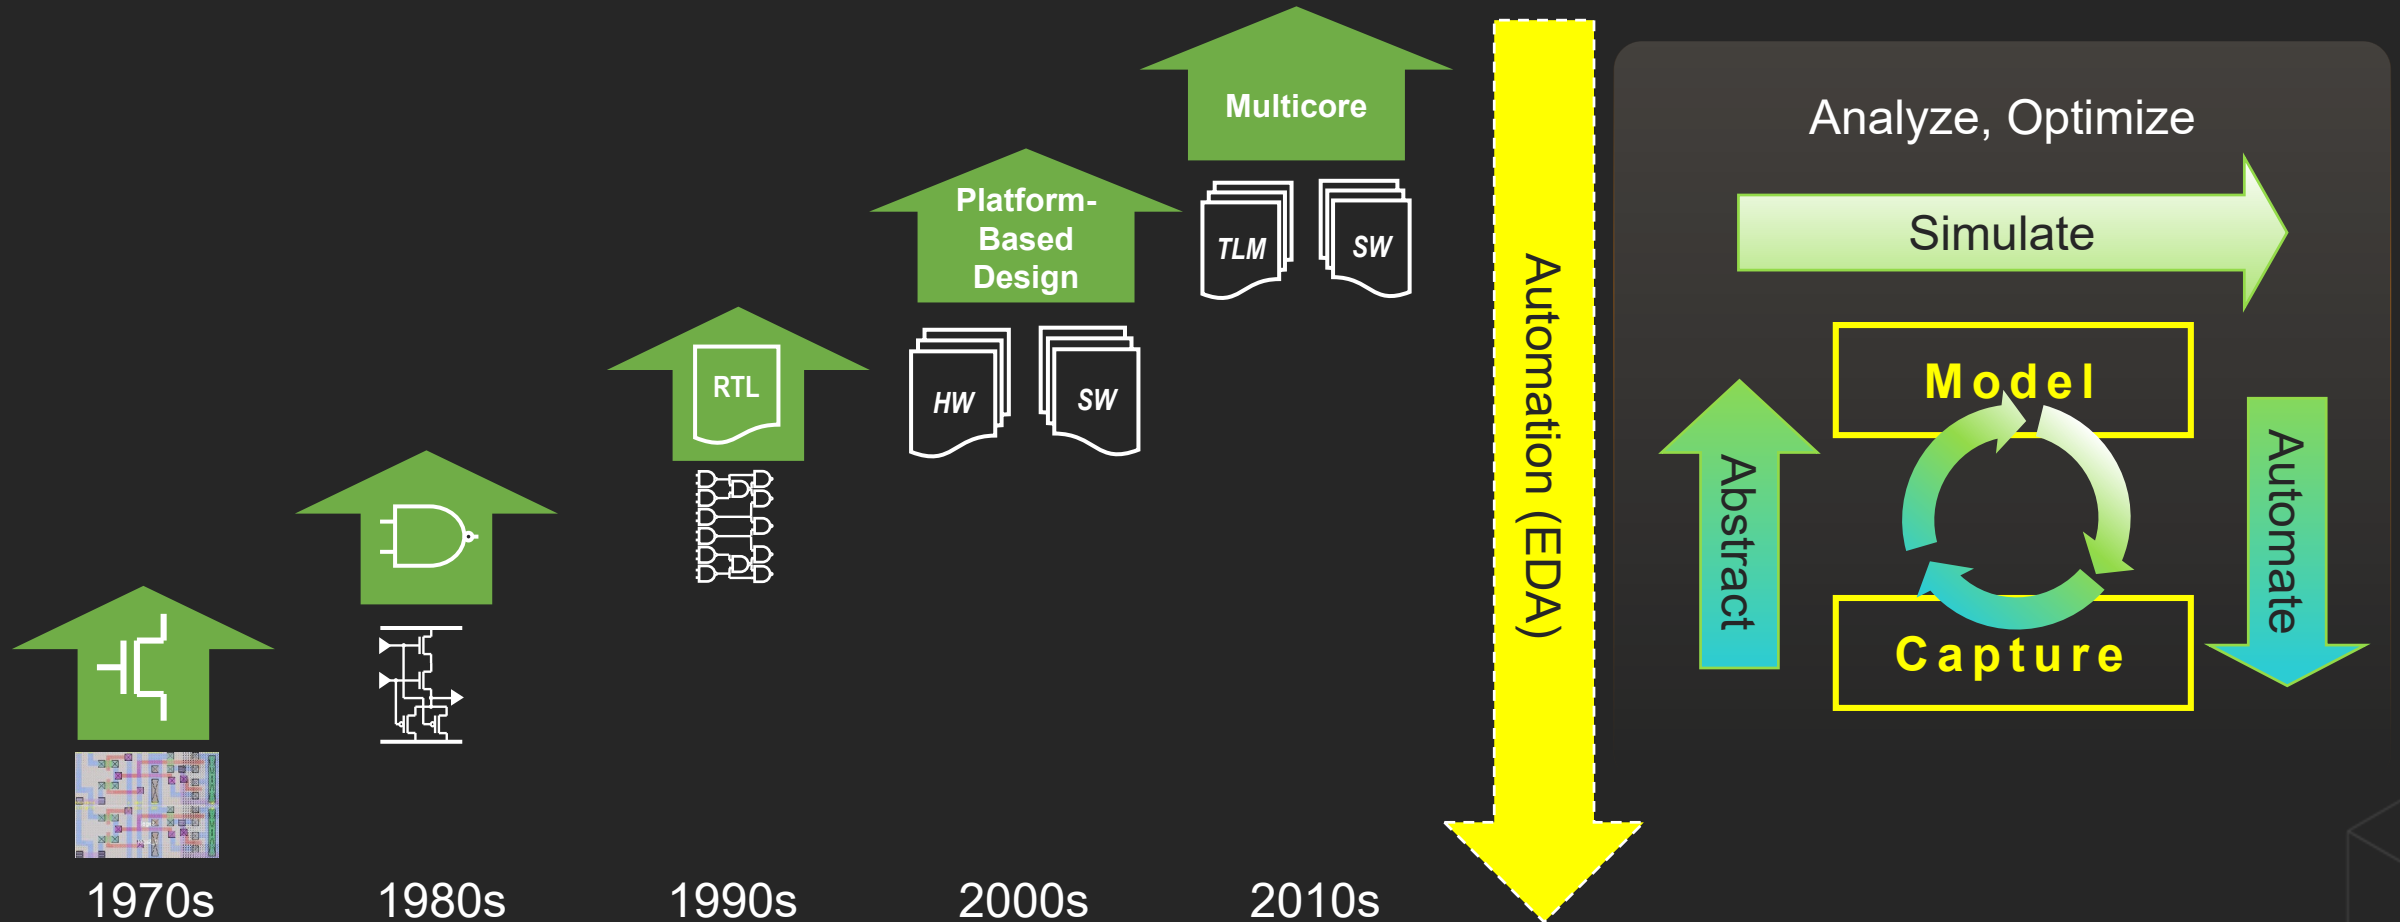 Multicore
TLM
SW
Platform-
Based
Design
HW
SW
RTL
1970s
1980s
1990s
2000s
2010s
Automation (EDA)
Analyze, Optimize
Simulate
Model
Abstract
Automate
Capture